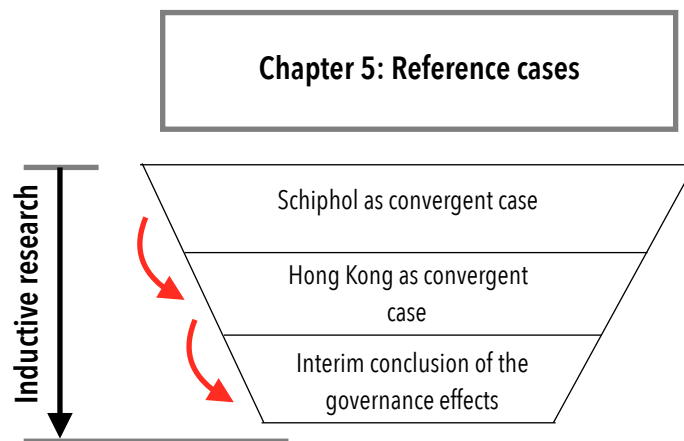 Chapter 5: Reference cases
Inductive research
Schiphol as convergent case
Hong Kong as convergent
case
Interim conclusion of the
governance effects